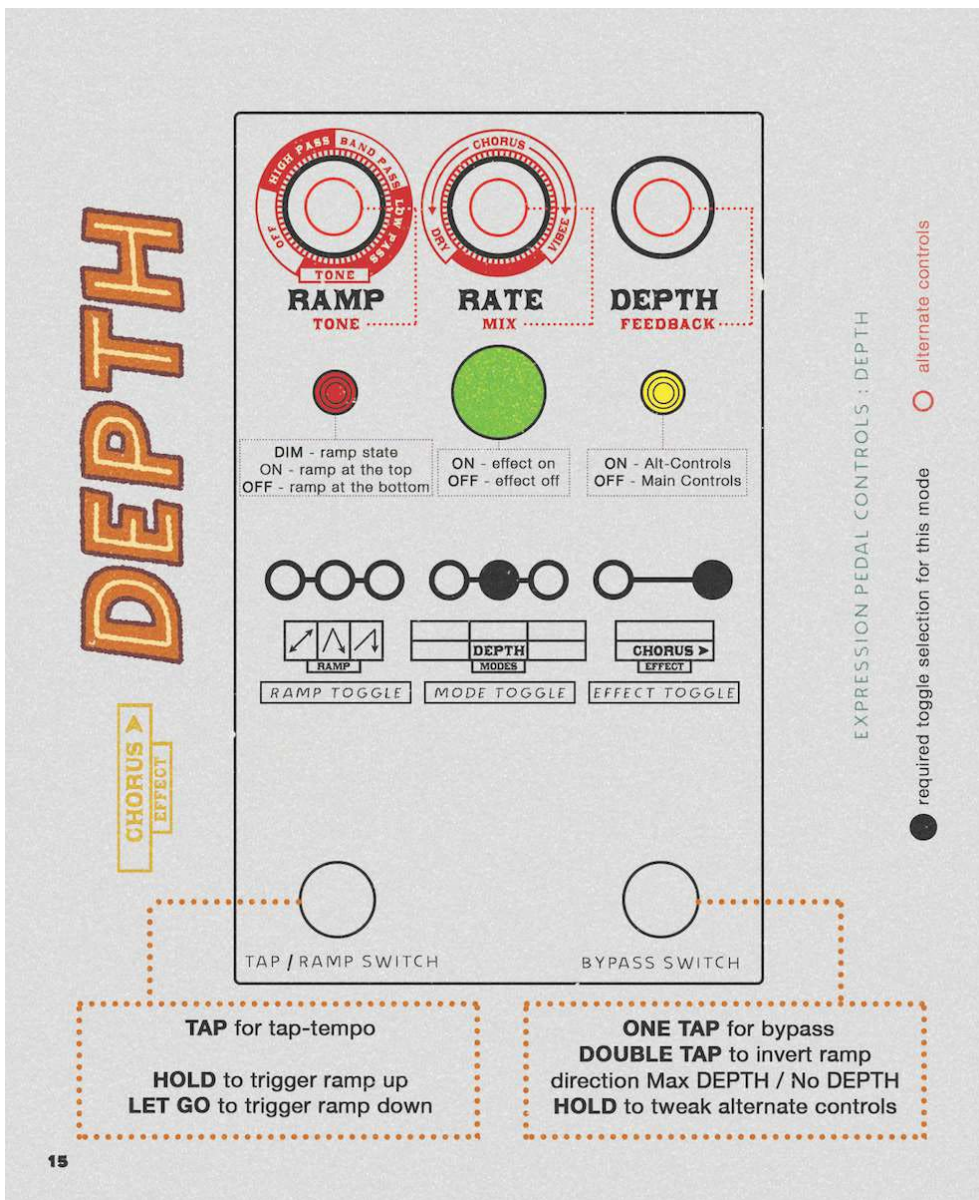 DEPTH
CHORUS >
EFFECT
OFF
HIGH PASS
BAND PASS
LOW PASS
TONE
RAMP
TONE
CHORUS
DRY
VIBEE
RATE
MIX
DEPTH
FEEDBACK
DIM - ramp state
ON - ramp at the top
OFF - ramp at the bottom
ON - effect on
OFF - effect off
ON - Alt-Controls
OFF - Main Controls
RAMP
RAMP TOGGLE
DEPTH
MODES
MODE TOGGLE
CHORUS >
EFFECT
EFFECT TOGGLE
TAP / RAMP SWITCH
BYPASS SWITCH
EXPRESSION PEDAL CONTROLS : DEPTH
alternate controls
required toggle selection for this mode
TAP for tap-tempo
HOLD to trigger ramp up
LET GO to trigger ramp down
ONE TAP for bypass
DOUBLE TAP to invert ramp
direction Max DEPTH / No DEPTH
HOLD to tweak alternate controls
15